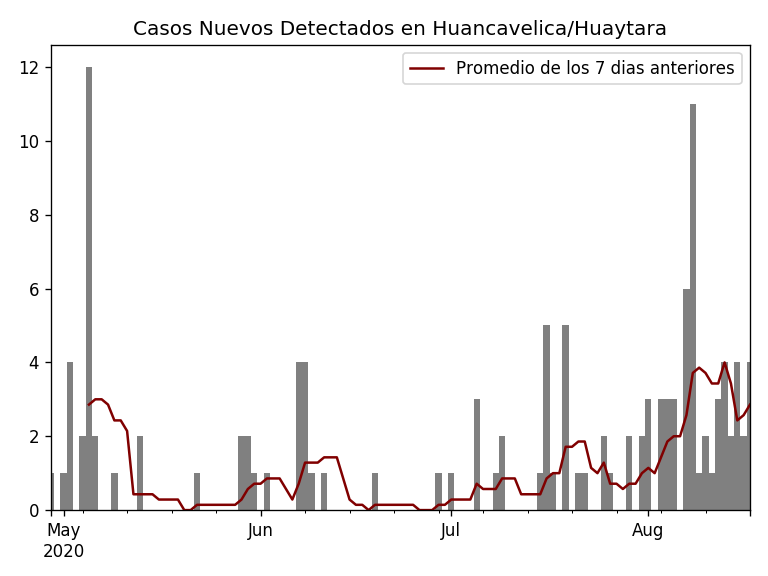 Casos Nuevos Detectados en Huancavelica/Huaytara
Promedio de los 7 dias anteriores
12
10
8
6
4
2
0
May
2020
Jun
Jul
Aug